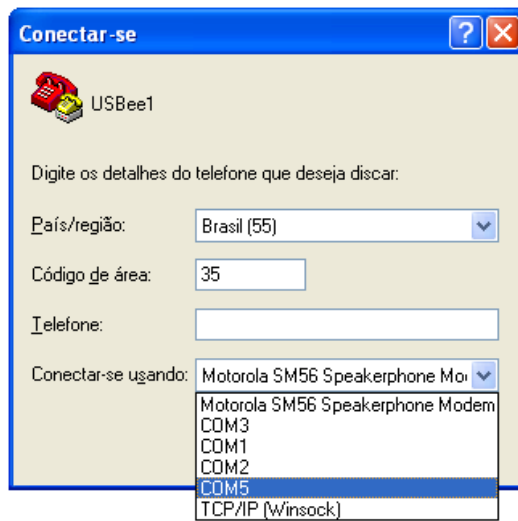 Conectar-se
USBee1
Digite os detalhes do telefone que deseja discar:
País/região: Brasil (55)
Código de área: 35
Telefone:
Conectar-se usando: Motorola SM56 Speakerphone Mo
Motorola SM56 Speakerphone Modem
COM3
COM1
COM2
COM5
TCP/IP (Winsock)